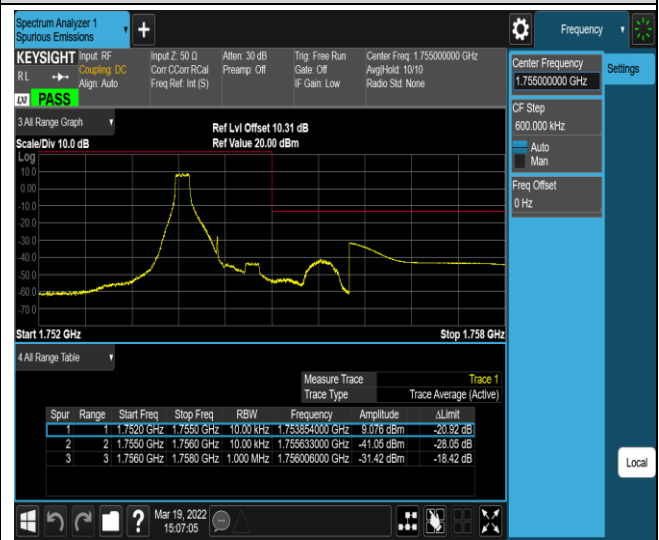 Spectrum Analyzer 1
Spurious Emissions
Frequency
KEYSIGHT
R L
Input: RF
Coupling: DC
Align: Auto
Input Z: 50 Ω
Corr CCorr RCal
Freq Ref: Int (S)
Atten: 30 dB
Preamp: Off
Trig: Free Run
Gate: Off
IF Gain: Low
Center Freq: 1.755000000 GHz
Avg|Hold: 10/10
Radio Std: None
LXI PASS
Center Frequency
1.755000000 GHz
Settings
CF Step
600.000 kHz
Auto
Man
Freq Offset
0 Hz
Local
3 All Range Graph
Scale/Div 10.0 dB
Ref Lvl Offset 10.31 dB
Ref Value 20.00 dBm
Log
10.0
0.00
-10.0
-20.0
-30.0
-40.0
-50.0
-60.0
-70.0
Start 1.752 GHz Stop 1.758 GHz
4 All Range Table
Measure Trace Trace 1
Trace Type Trace Average (Active)
Spur Range Start Freq Stop Freq RBW Frequency Amplitude ΔLimit
1 1 1.7520 GHz 1.7550 GHz 10.00 kHz 1.753854000 GHz 9.076 dBm -20.92 dB
2 2 1.7550 GHz 1.7560 GHz 10.00 kHz 1.755633000 GHz -41.05 dBm -28.05 dB
3 3 1.7560 GHz 1.7580 GHz 1.000 MHz 1.756006000 GHz -31.42 dBm -18.42 dB
Mar 19, 2022
15:07:05